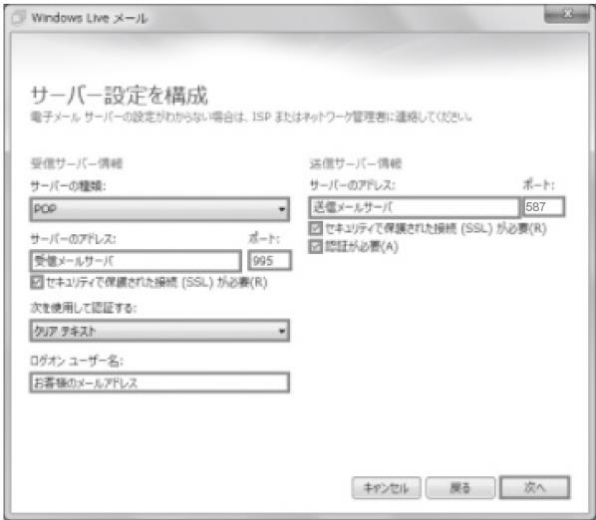 Windows Live メール
サーバー設定を構成
電子メール サーバーの設定がわからない場合は、ISP またはネットワーク管理者に連絡してください。
受信サーバー情報
サーバーの種類:
POP
サーバーのアドレス:
ポート:
受信メールサーバ
995
セキュリティで保護された接続 (SSL) が必要(R)
次を使用して認証する:
クリア テキスト
ログオン ユーザー名:
お客様のメールアドレス
送信サーバー情報
サーバーのアドレス:
ポート:
送信メールサーバ
587
セキュリティで保護された接続 (SSL) が必要(R)
認証が必要(A)
キャンセル
戻る
次へ